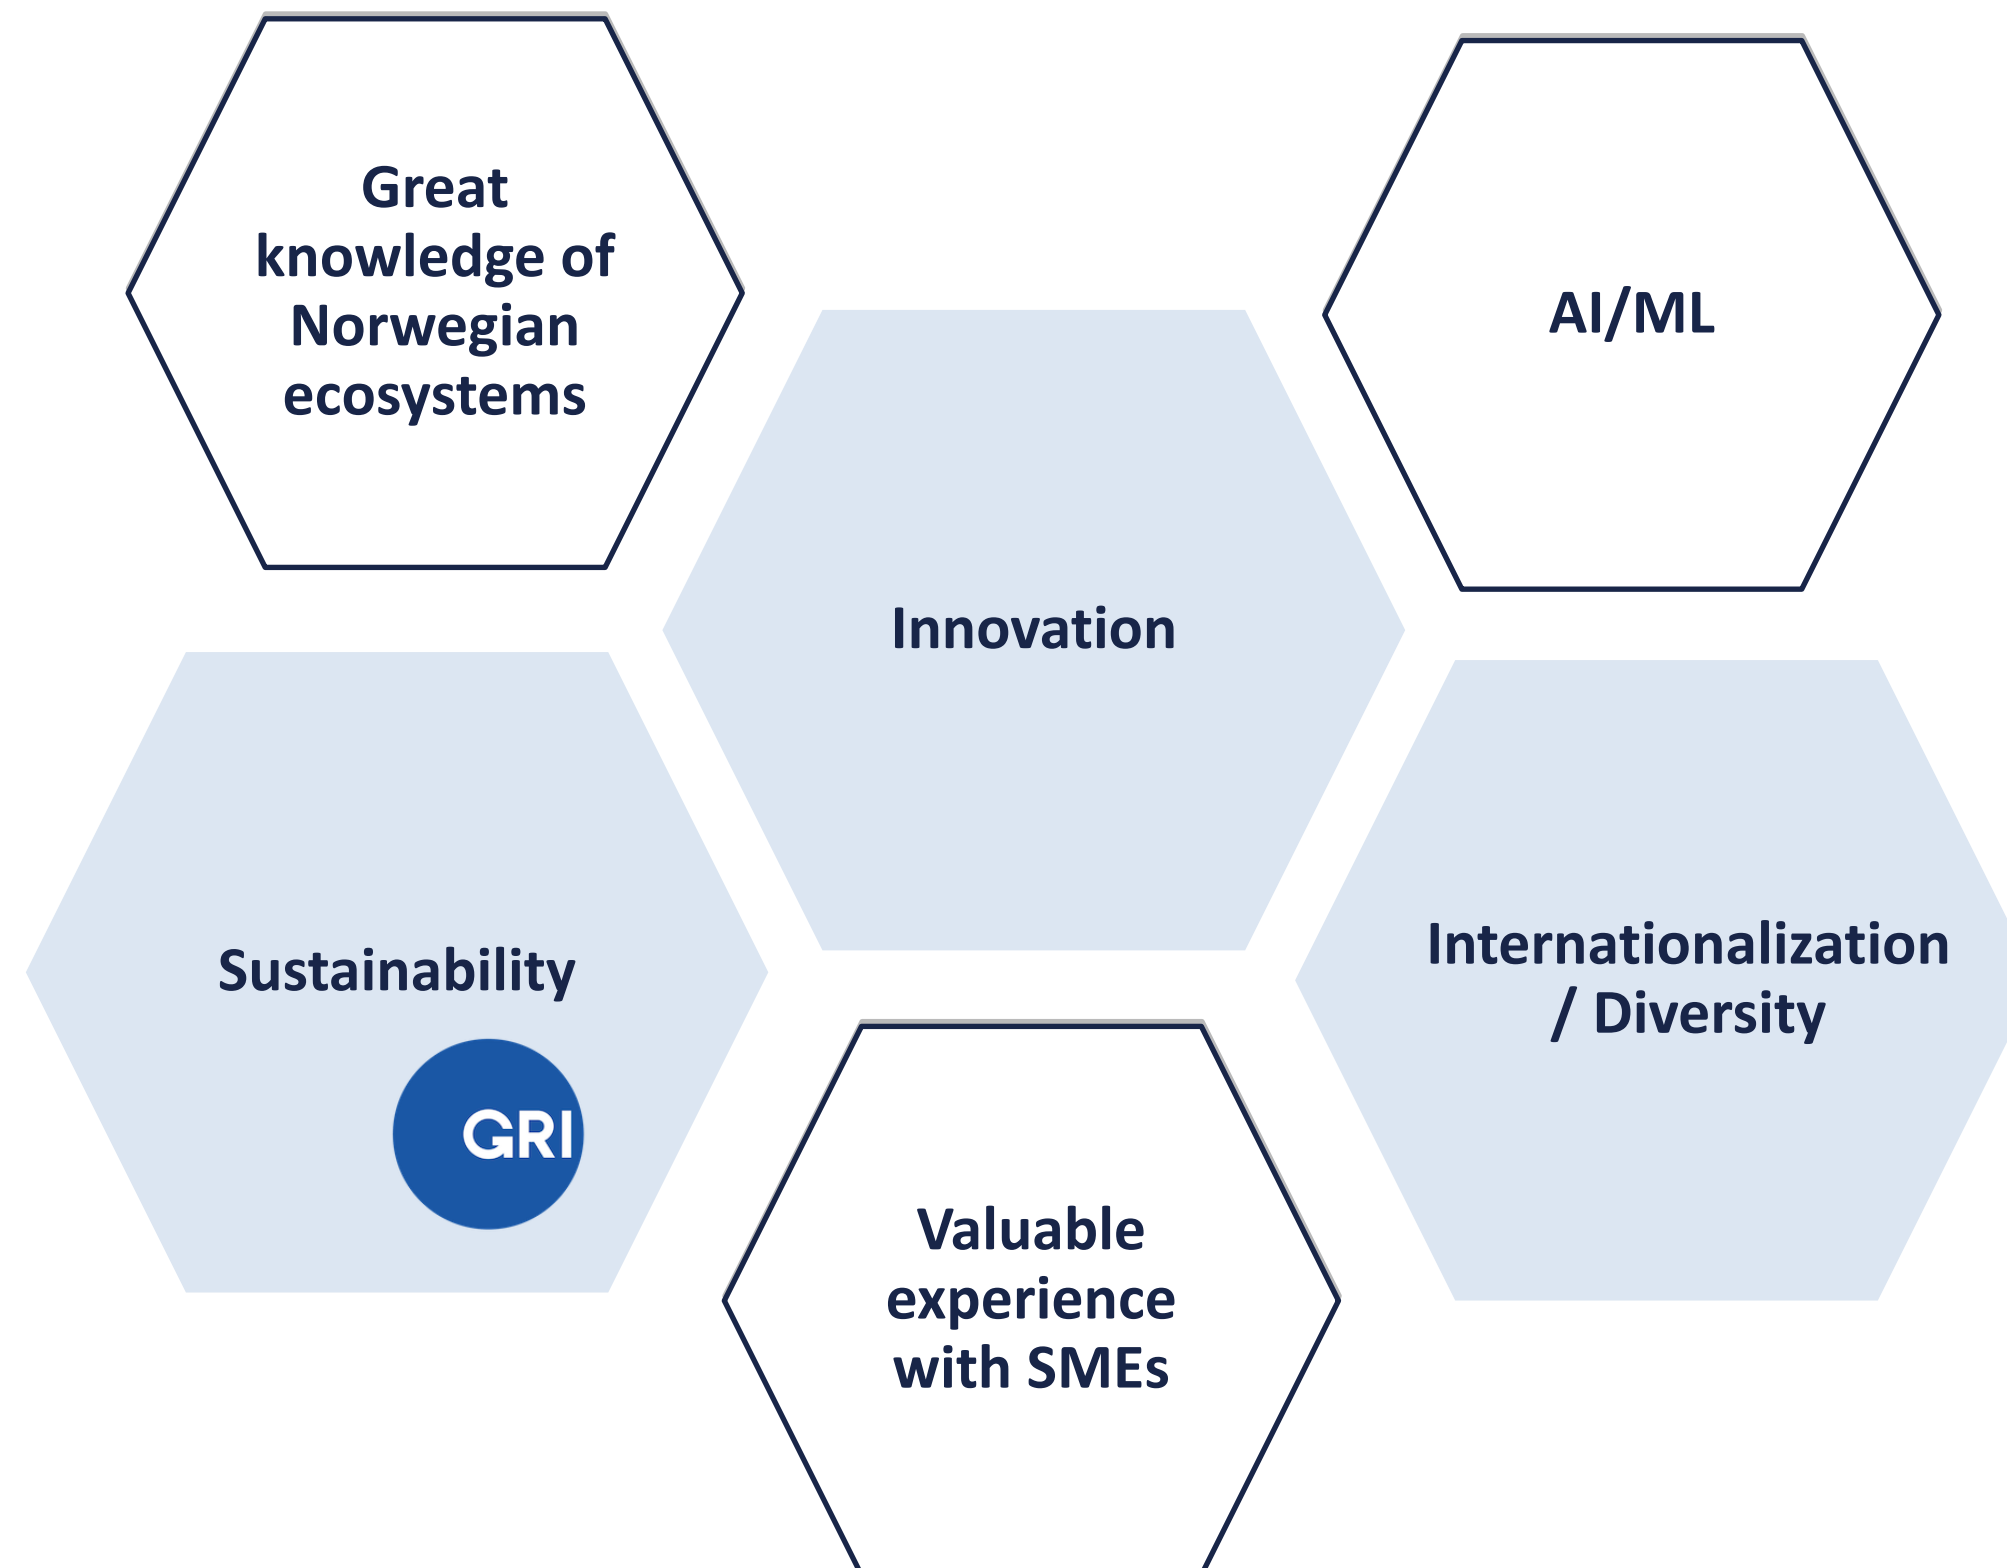 Great
knowledge of
Norwegian
ecosystems
AI/ML
Innovation
Sustainability
GRI
Internationalization
/ Diversity
Valuable
experience
with SMEs